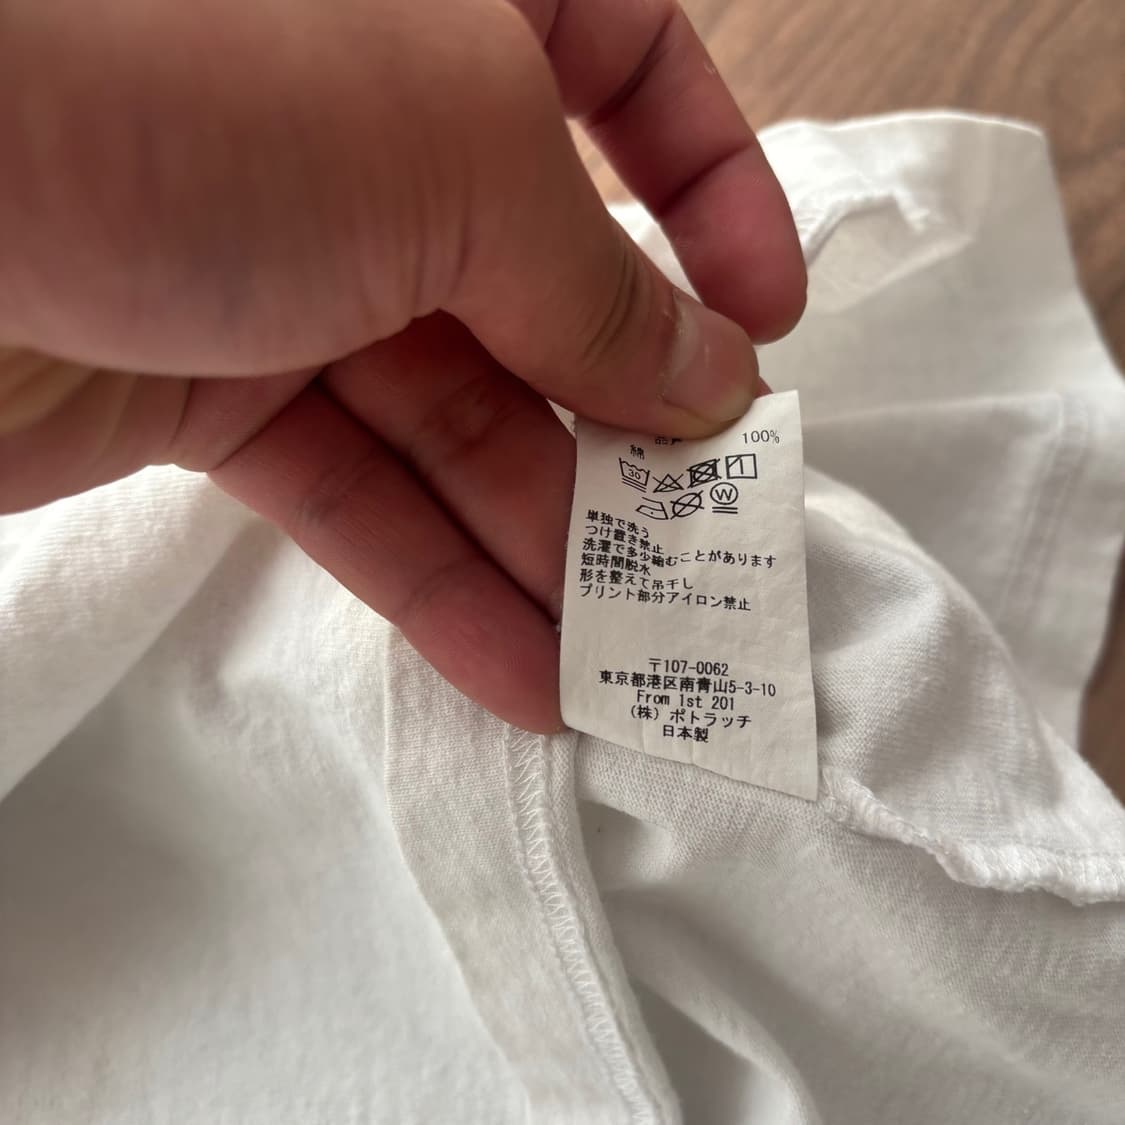 綿 100%
30
W
単独で洗う
つけ置き禁止
洗濯で多少縮むことがあります
短時間脱水
形を整えて吊干し
プリント部分アイロン禁止
〒107-0062
東京都港区南青山5-3-10
From 1st 201
(株) ポトラッチ
日本製